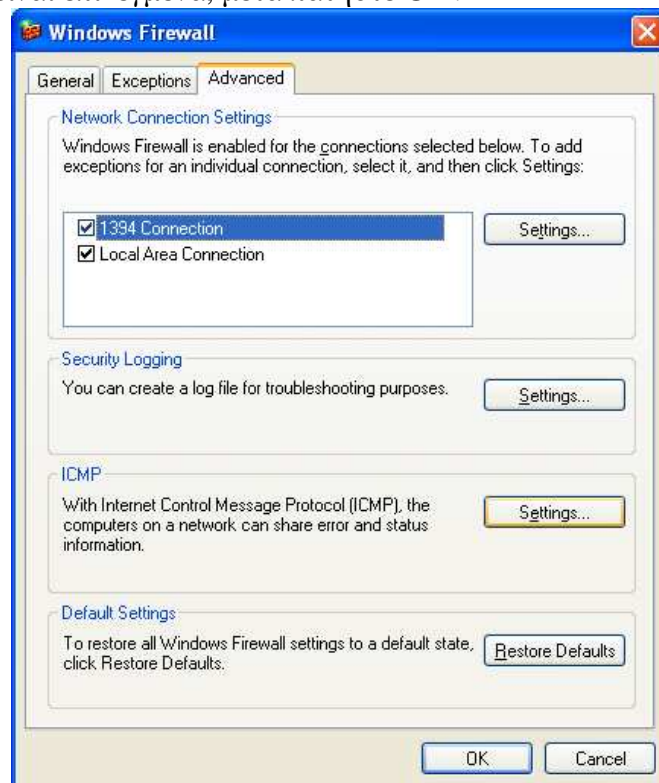 Windows Firewall
General Exceptions Advanced
Network Connection Settings
Windows Firewall is enabled for the connections selected below. To add
exceptions for an individual connection, select it, and then click Settings:
1394 Connection
Settings...
Local Area Connection
Security Logging
You can create a log file for troubleshooting purposes.
Settings...
ICMP
With Internet Control Message Protocol (ICMP), the
computers on a network can share error and status
information.
Settings...
Default Settings
To restore all Windows Firewall settings to a default state,
click Restore Defaults.
Restore Defaults
OK Cancel